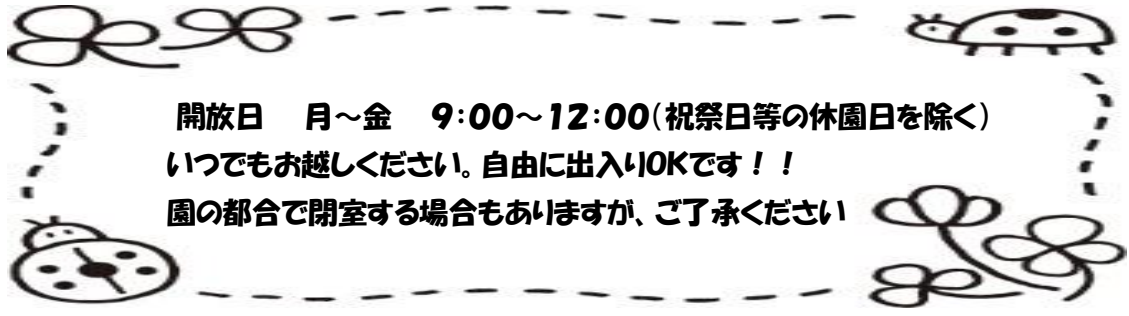 開放日　月～金　9:00～12:00(祝祭日等の休園日を除く)
いつでもお越しください。自由に出入りOKです！！
園の都合で閉室する場合もありますが、ご了承ください